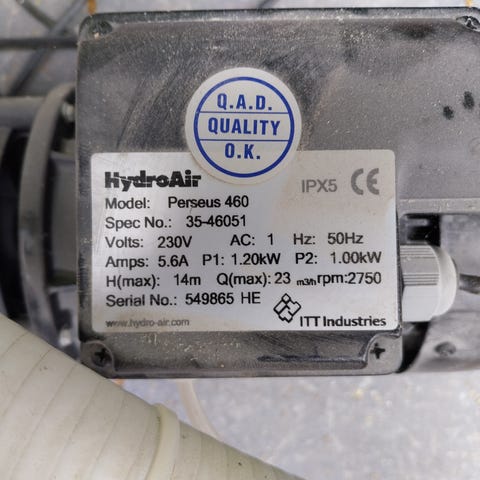 Q.A.D.
QUALITY
O.K.
HydroAir
IPX5 CE
Model: Perseus 460
Spec No.: 35-46051
Volts: 230V AC: 1 Hz: 50Hz
Amps: 5.6A P1: 1.20kW P2: 1.00kW
H(max): 14m Q(max): 23 m3/h rpm:2750
Serial No.: 549865 HE
www.hydro-air.com
ITT Industries